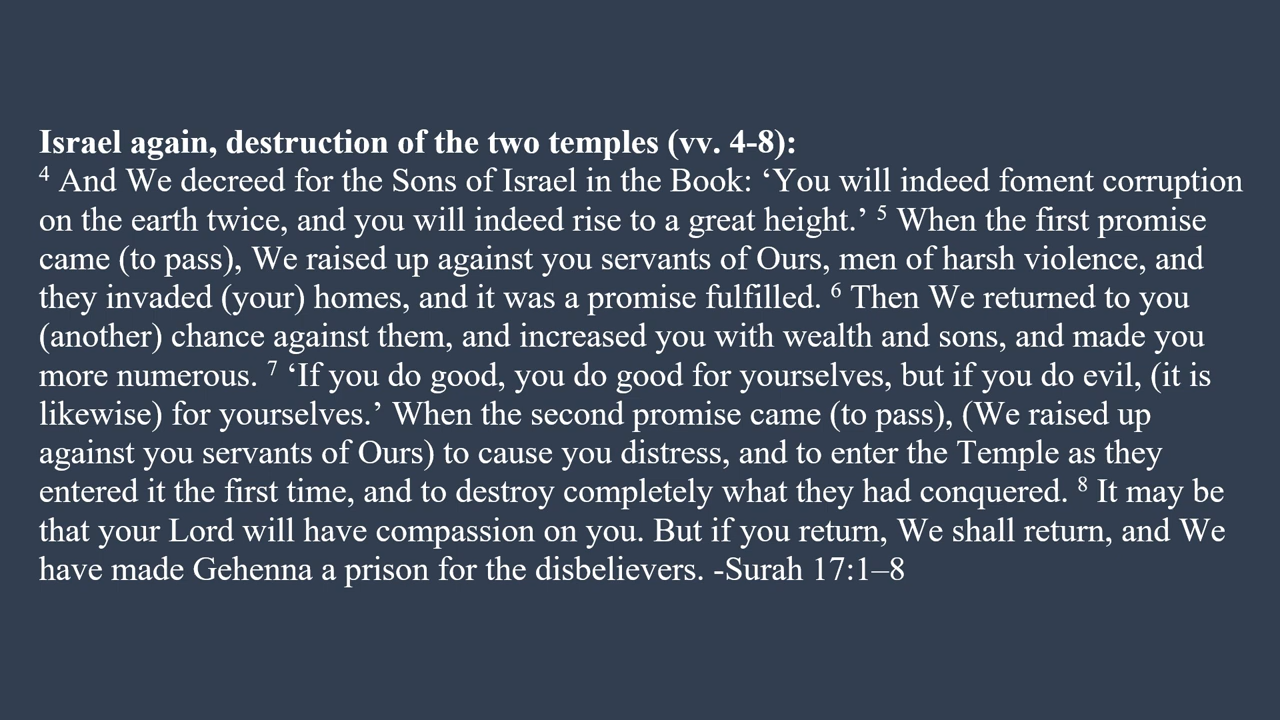 Israel again, destruction of the two temples (vv. 4-8):
⁴ And We decreed for the Sons of Israel in the Book: ‘You will indeed foment corruption
on the earth twice, and you will indeed rise to a great height.’ ⁵ When the first promise
came (to pass), We raised up against you servants of Ours, men of harsh violence, and
they invaded (your) homes, and it was a promise fulfilled. ⁶ Then We returned to you
(another) chance against them, and increased you with wealth and sons, and made you
more numerous. ⁷ ‘If you do good, you do good for yourselves, but if you do evil, (it is
likewise) for yourselves.’ When the second promise came (to pass), (We raised up
against you servants of Ours) to cause you distress, and to enter the Temple as they
entered it the first time, and to destroy completely what they had conquered. ⁸ It may be
that your Lord will have compassion on you. But if you return, We shall return, and We
have made Gehenna a prison for the disbelievers. -Surah 17:1–8